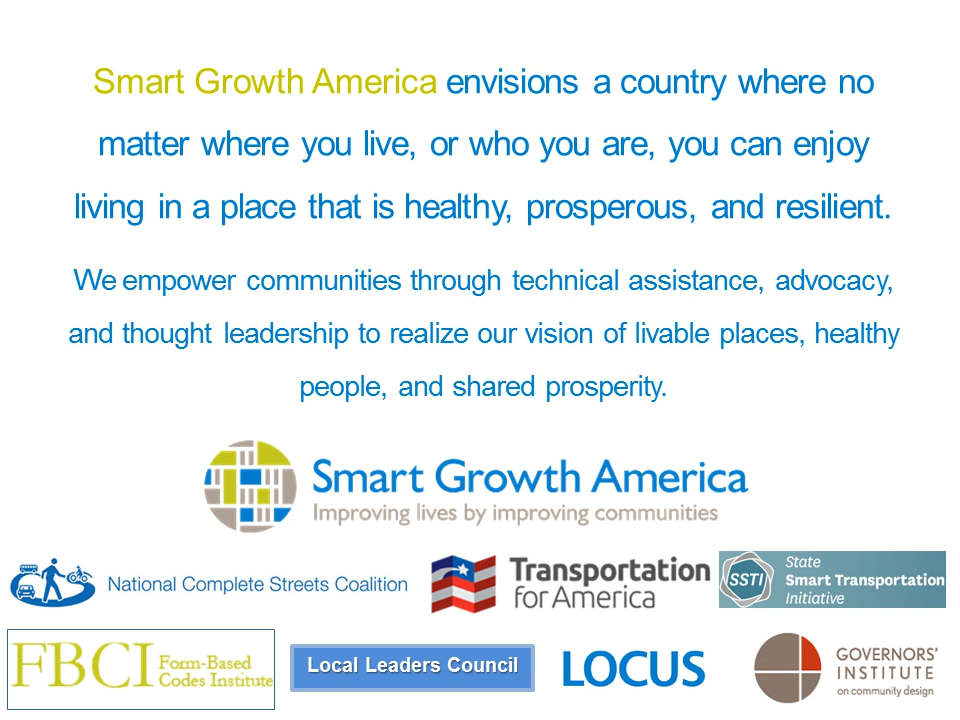 Smart Growth America envisions a country where no
matter where you live, or who you are, you can enjoy
living in a place that is healthy, prosperous, and resilient.
We empower communities through technical assistance, advocacy,
and thought leadership to realize our vision of livable places, healthy
people, and shared prosperity.
Smart Growth America
Improving lives by improving communities
National Complete Streets Coalition
Transportation
for America
SSTI
State
Smart Transportation
Initiative
FBCI
Form-Based
Codes Institute
Local Leaders Council
LOCUS
GOVERNORS'
INSTITUTE
on community design